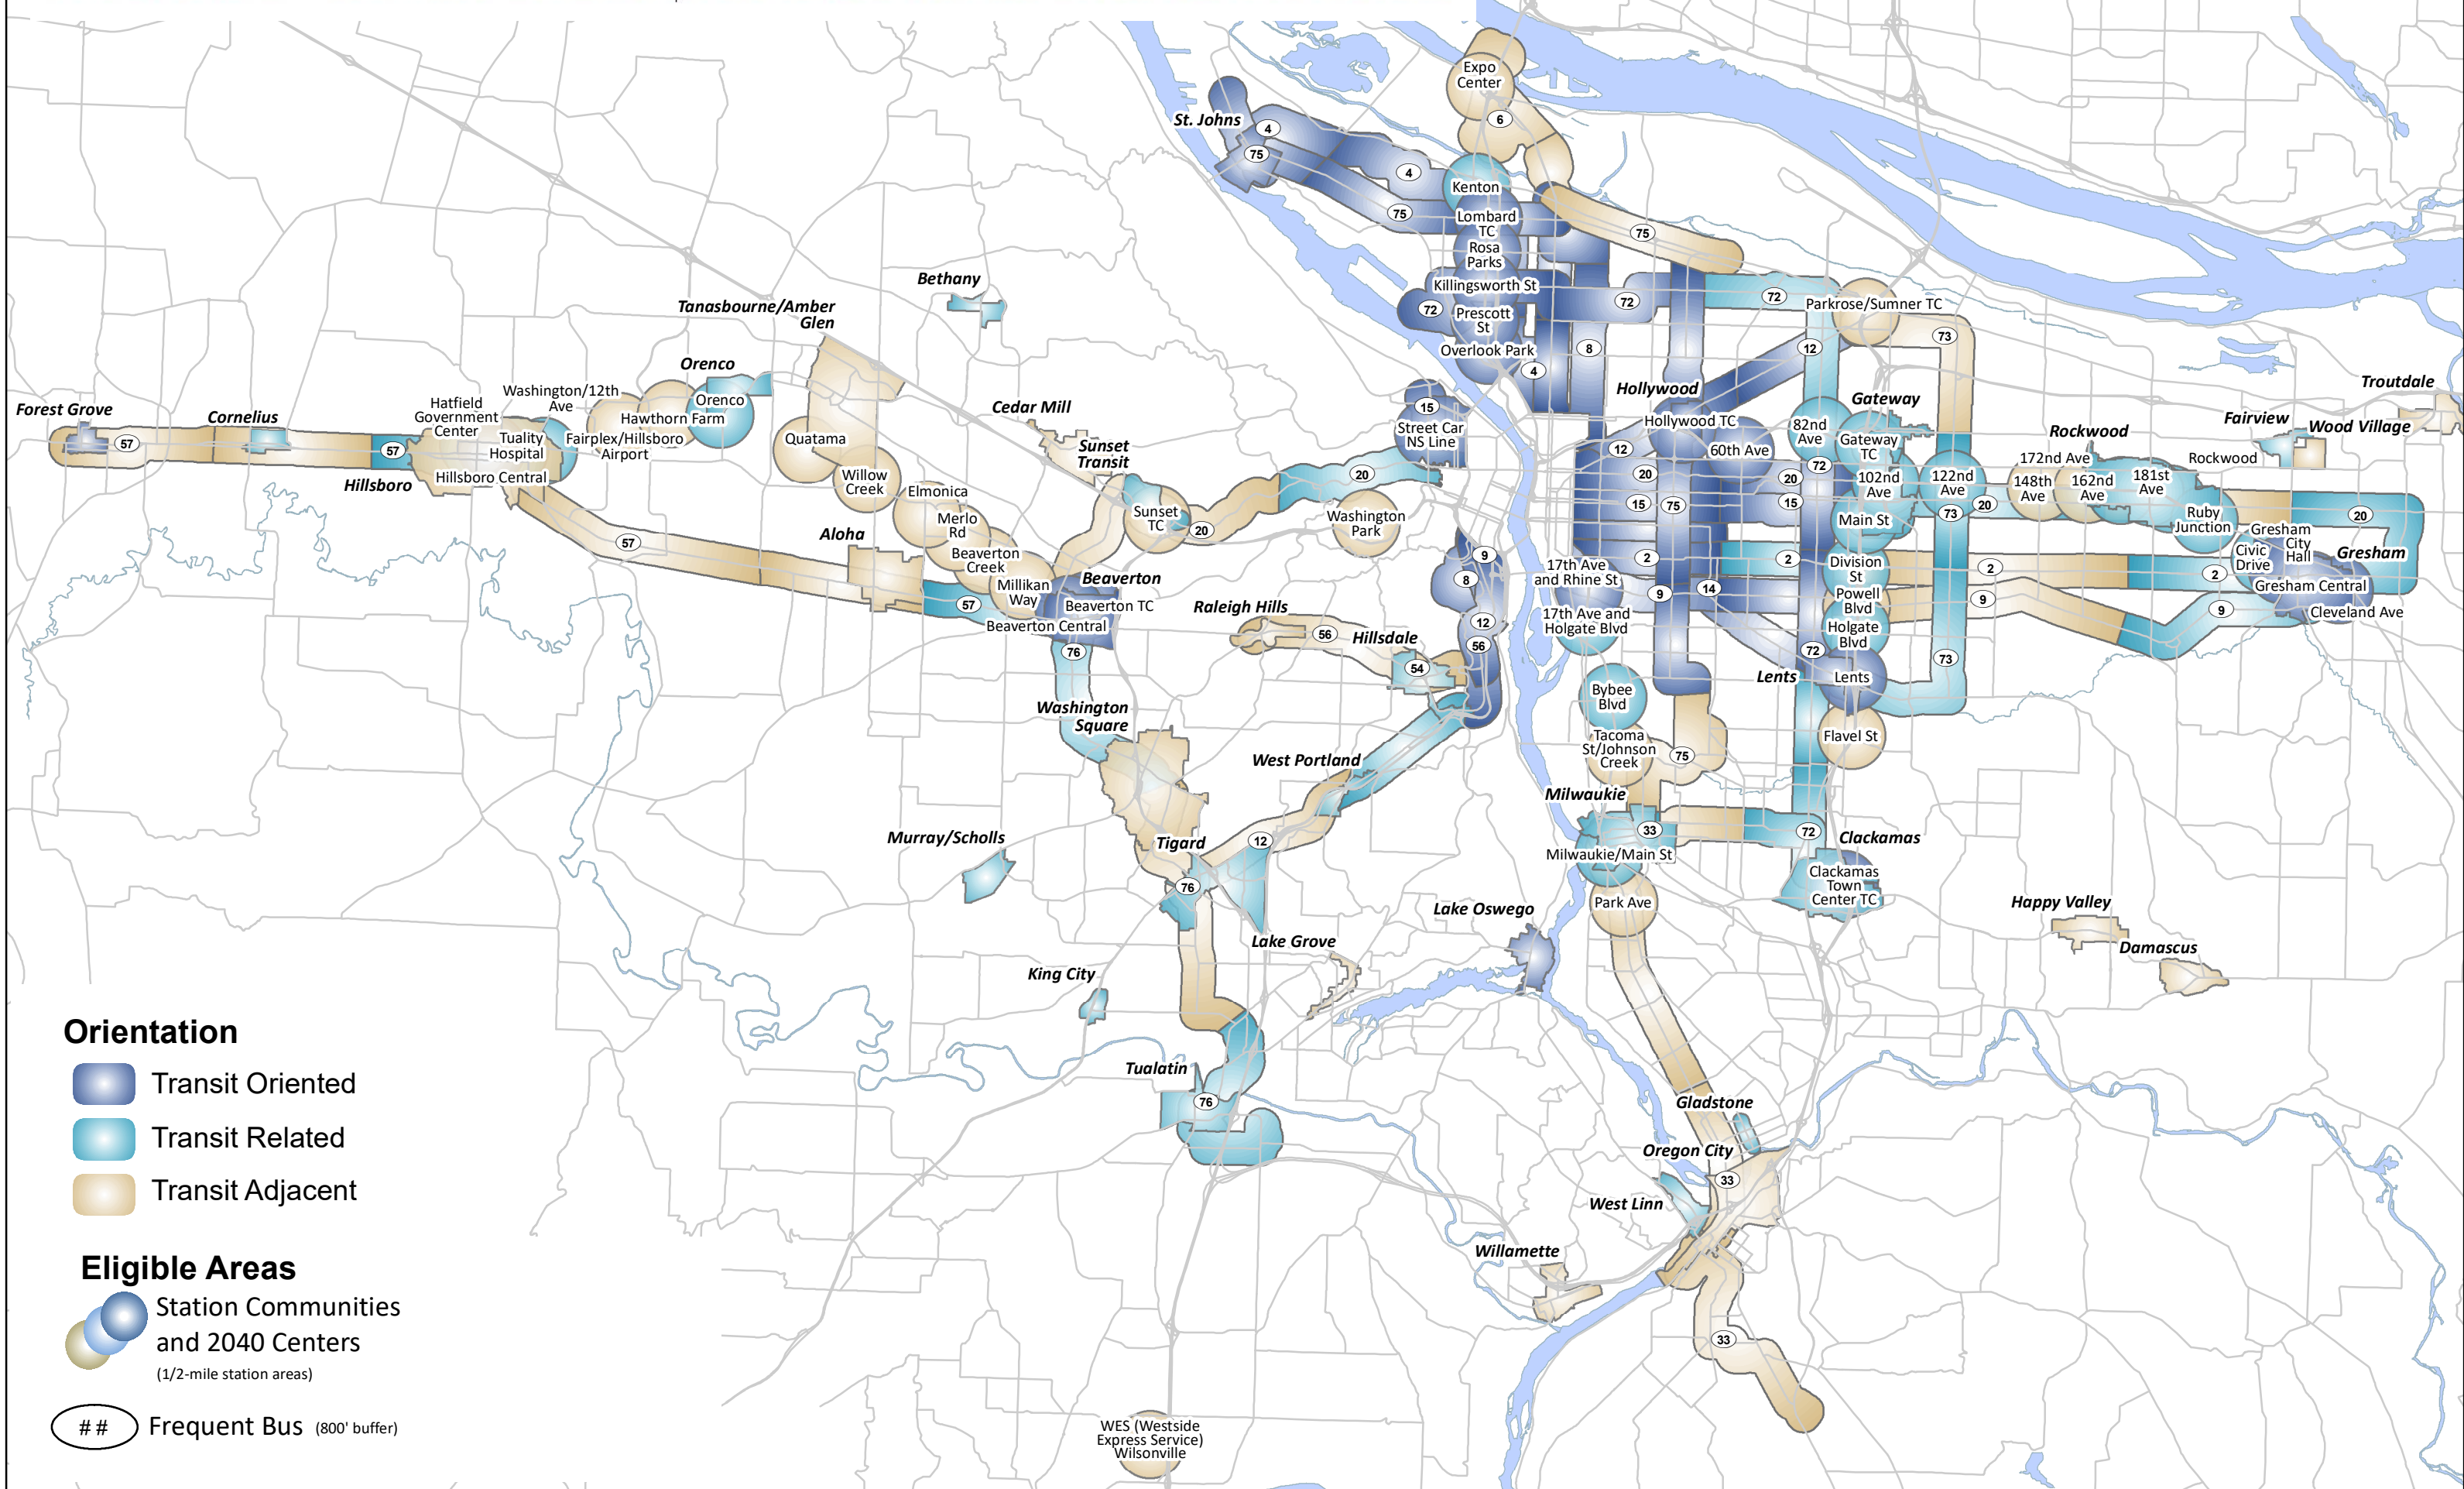 Expo
Center
6
St. Johns
4
75
4
Kenton
75
Lombard
TC
75
Rosa
Parks
Bethany
Killingsworth St
72
72
72
Parkrose/Sumner TC
Tanasbourne/Amber
Glen
Prescott
St
73
Overlook Park
8
12
4
Orenco
Hollywood
Troutdale
Washington/12th
Ave
Orenco
Gateway
Forest Grove
Cornelius
Hatfield
Government
Center
Hawthorn Farm
Cedar Mill
15
Street Car
NS Line
Hollywood TC
82nd
Ave
Gateway
TC
Fairview
Wood Village
57
57
Tuality
Hospital
Fairplex/Hillsboro
Airport
Quatama
Sunset
Transit
12
60th Ave
Rockwood
172nd Ave
Rockwood
Hillsboro
Hillsboro Central
Willow
Creek
20
20
72
20
102nd
Ave
122nd
Ave
148th
Ave
162nd
Ave
181st
Ave
Elmonica
Sunset
TC
20
Washington
Park
15
75
15
73
20
Ruby
Junction
20
57
Aloha
Merlo
Rd
Main St
Gresham
City
Hall
Beaverton
Creek
9
2
2
Division
St
2
Civic
Drive
2
Gresham
57
Millikan
Way
Beaverton
Beaverton TC
8
17th Ave
and Rhine St
9
14
Powell
Blvd
9
9
Gresham Central
Cleveland Ave
Beaverton Central
Raleigh Hills
56
Hillsdale
12
17th Ave and
Holgate Blvd
Holgate
Blvd
76
54
56
72
73
Washington
Square
Bybee
Blvd
Lents
Lents
West Portland
Tacoma
St/Johnson
Creek
75
Flavel St
Milwaukie
Murray/Scholls
Tigard
12
33
72
Clackamas
Milwaukie/Main St
76
Clackamas
Town
Center TC
Lake Oswego
Park Ave
Happy Valley
Lake Grove
Damascus
King City
Orientation
Transit Oriented
Transit Related
Transit Adjacent
Tualatin
76
Gladstone
Oregon City
33
West Linn
Willamette
Eligible Areas
Station Communities
and 2040 Centers
(1/2-mile station areas)
33
## Frequent Bus (800' buffer)
WES (Westside
Express Service)
Wilsonville